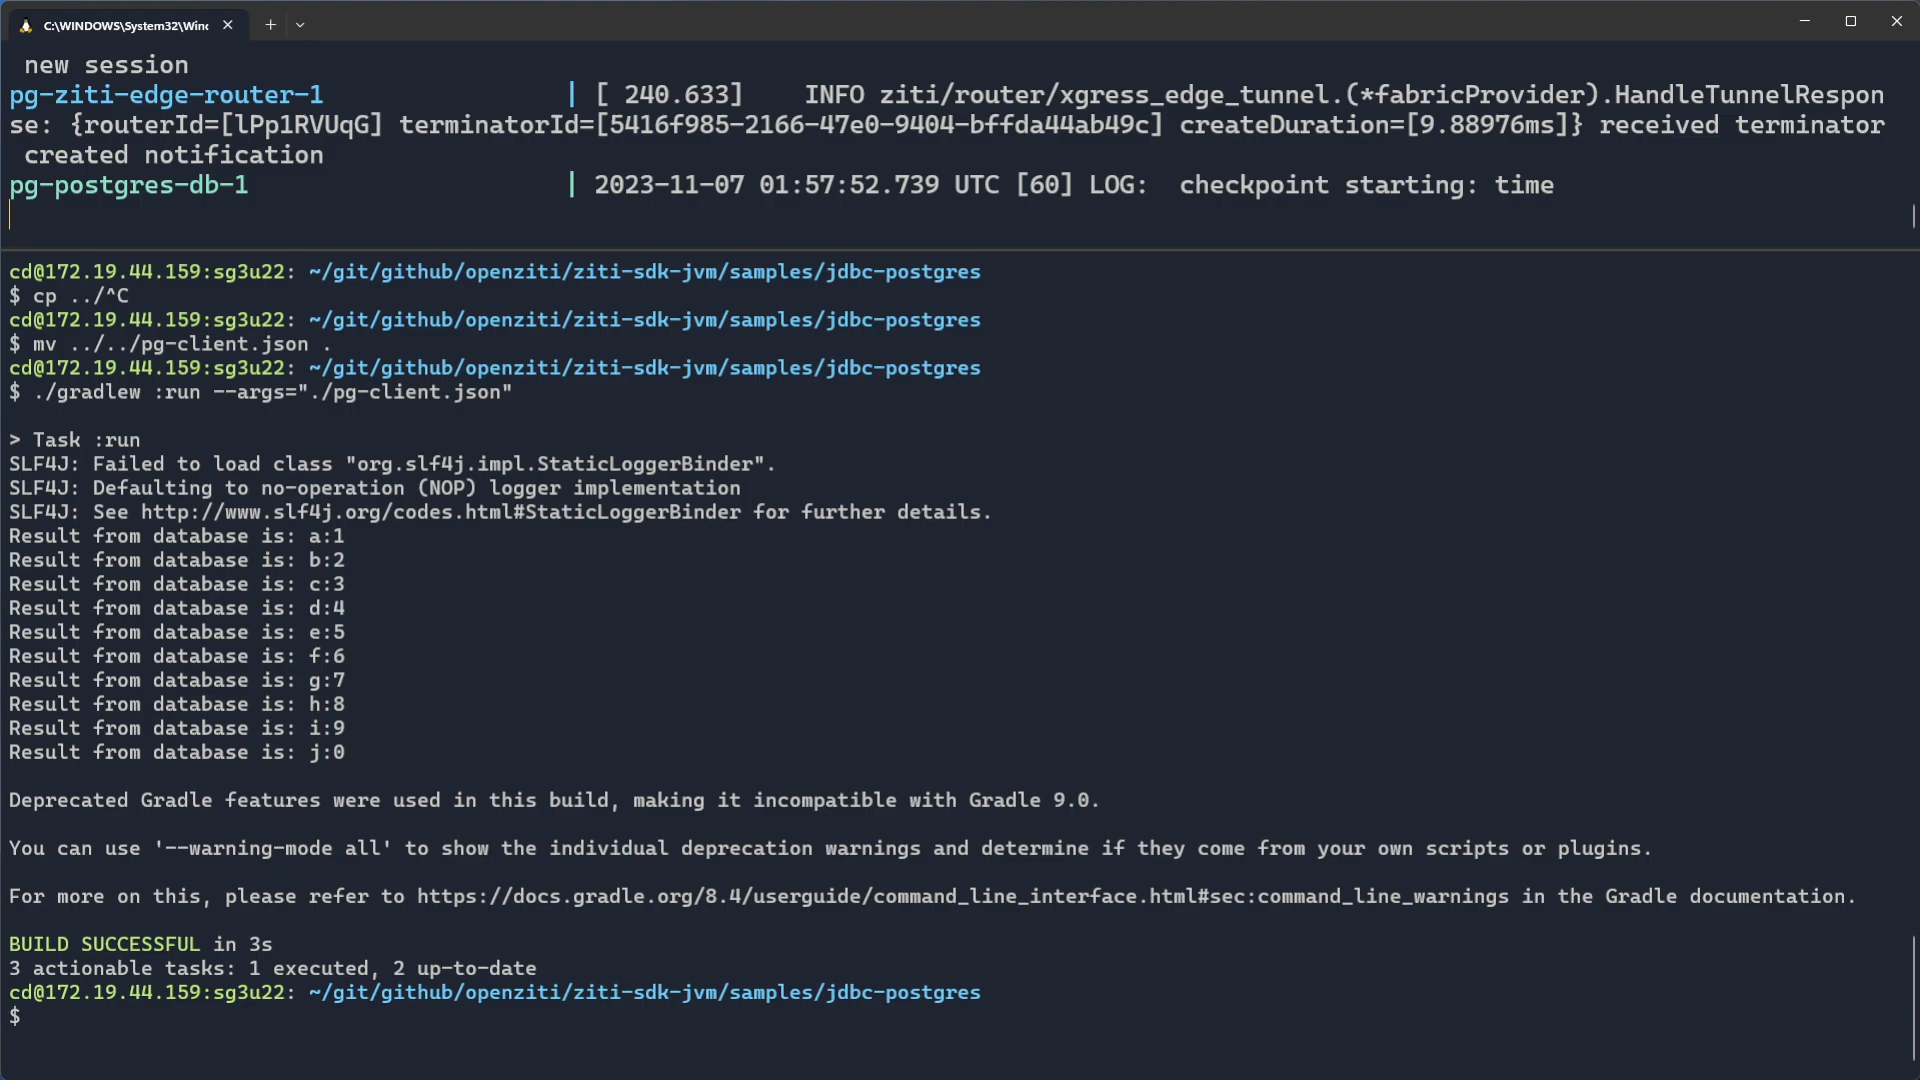 C:\WINDOWS\System32\Winc
new session
pg-ziti-edge-router-1 | [ 240.633] INFO ziti/router/xgress_edge_tunnel.(*fabricProvider).HandleTunnelRespon
se: {routerId=[lPp1RVUqG] terminatorId=[5416f985-2166-47e0-9404-bffda44ab49c] createDuration=[9.88976ms]} received terminator
created notification
pg-postgres-db-1 | 2023-11-07 01:57:52.739 UTC [60] LOG: checkpoint starting: time
cd@172.19.44.159:sg3u22: ~/git/github/openziti/ziti-sdk-jvm/samples/jdbc-postgres
$ cp ../^C
cd@172.19.44.159:sg3u22: ~/git/github/openziti/ziti-sdk-jvm/samples/jdbc-postgres
$ mv ../../pg-client.json .
cd@172.19.44.159:sg3u22: ~/git/github/openziti/ziti-sdk-jvm/samples/jdbc-postgres
$ ./gradlew :run --args="./pg-client.json"
> Task :run
SLF4J: Failed to load class "org.slf4j.impl.StaticLoggerBinder".
SLF4J: Defaulting to no-operation (NOP) logger implementation
SLF4J: See http://www.slf4j.org/codes.html#StaticLoggerBinder for further details.
Result from database is: a:1
Result from database is: b:2
Result from database is: c:3
Result from database is: d:4
Result from database is: e:5
Result from database is: f:6
Result from database is: g:7
Result from database is: h:8
Result from database is: i:9
Result from database is: j:0
Deprecated Gradle features were used in this build, making it incompatible with Gradle 9.0.
You can use '--warning-mode all' to show the individual deprecation warnings and determine if they come from your own scripts or plugins.
For more on this, please refer to https://docs.gradle.org/8.4/userguide/command_line_interface.html#sec:command_line_warnings in the Gradle documentation.
BUILD SUCCESSFUL in 3s
3 actionable tasks: 1 executed, 2 up-to-date
cd@172.19.44.159:sg3u22: ~/git/github/openziti/ziti-sdk-jvm/samples/jdbc-postgres
$